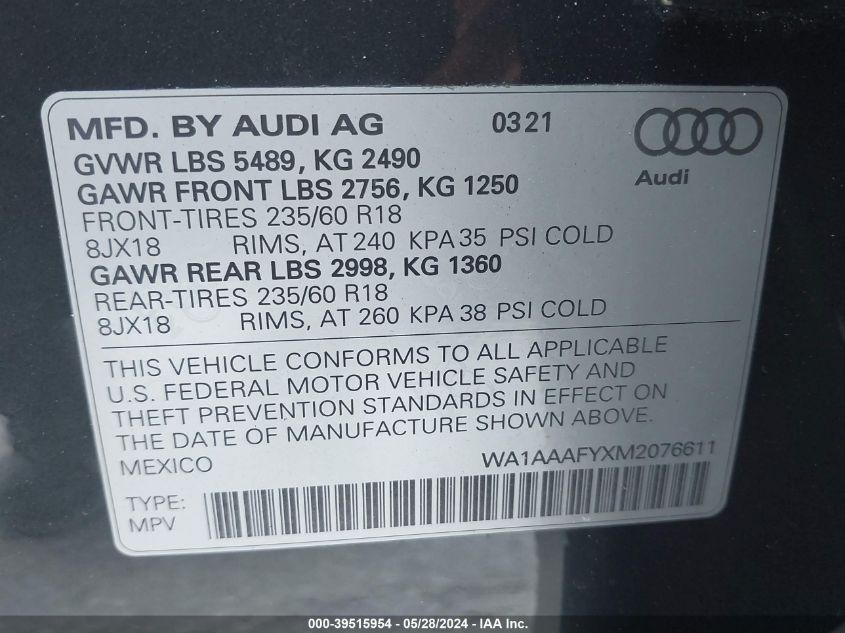 MFD. BY AUDI AG 0321
GVWR LBS 5489, KG 2490
GAWR FRONT LBS 2756, KG 1250
Audi
FRONT-TIRES 235/60 R18
8JX18 RIMS, AT 240 KPA 35 PSI COLD
GAWR REAR LBS 2998, KG 1360
REAR-TIRES 235/60 R18
8JX18 RIMS, AT 260 KPA 38 PSI COLD
THIS VEHICLE CONFORMS TO ALL APPLICABLE
U.S. FEDERAL MOTOR VEHICLE SAFETY AND
THEFT PREVENTION STANDARDS IN EFFECT ON
THE DATE OF MANUFACTURE SHOWN ABOVE.
MEXICO WA1AAAFYXM2076611
TYPE:
MPV
000-39515954 / 05/28/2024 - IAA Inc.